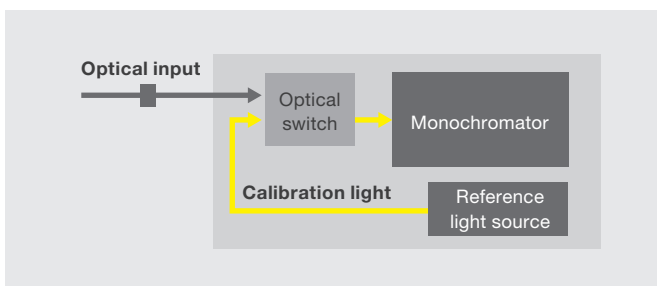 Optical input
Optical
switch
Monochromator
Calibration light
Reference
light source